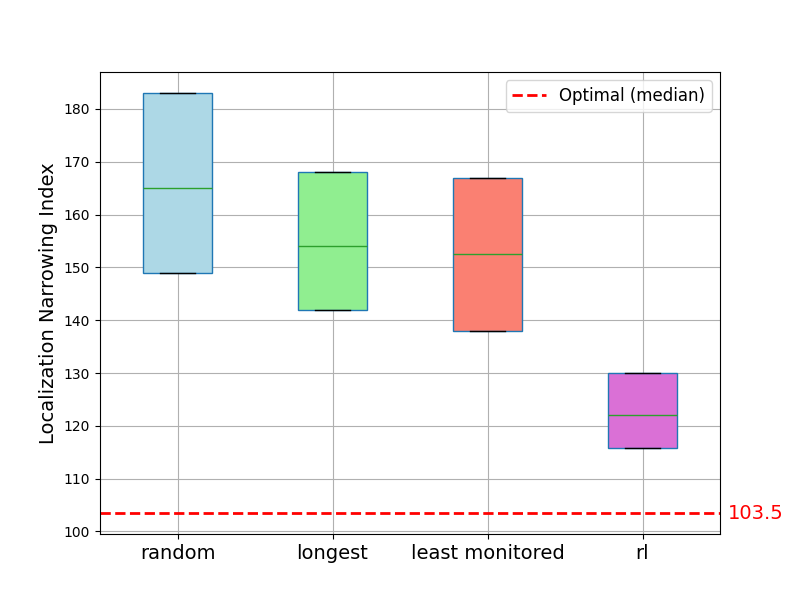 Optimal (median)
Localization Narrowing Index
180
170
160
150
140
130
120
110
100
103.5
random
longest
least monitored
rl